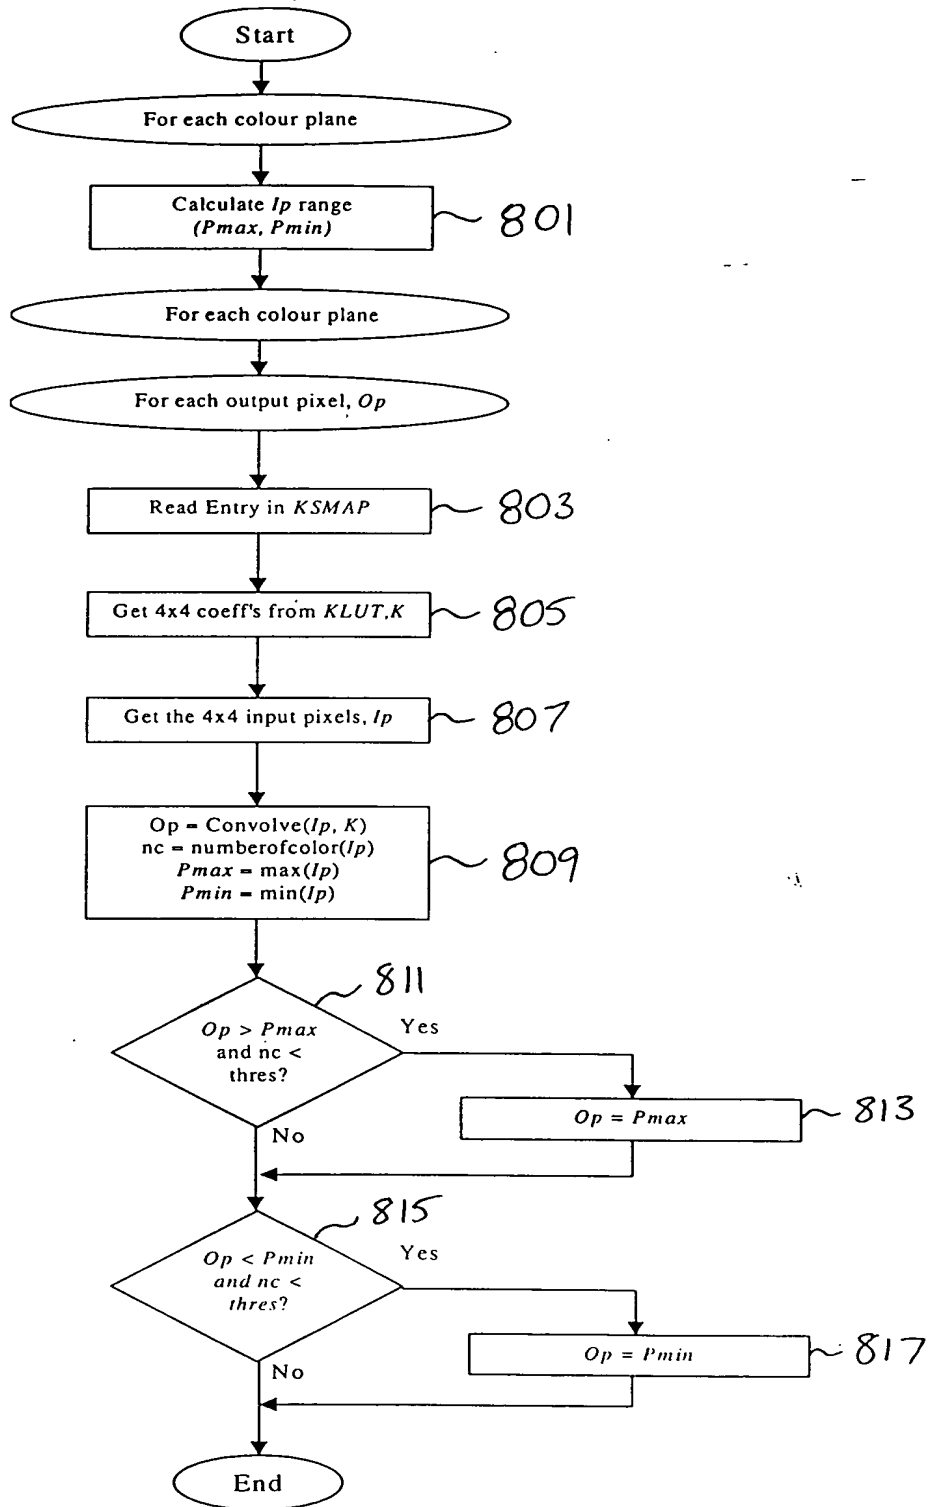 Start
For each colour plane
Calculate Ip range
(Pmax, Pmin)
801
For each colour plane
For each output pixel, Op
Read Entry in KSMAP
803
Get 4x4 coeff's from KLUT,K
805
Get the 4x4 input pixels, Ip
807
Op = Convolve(Ip, K)
nc = numberofcolor(Ip)
Pmax = max(Ip)
Pmin = min(Ip)
809
811
Op > Pmax
and nc <
thres?
Yes
Op = Pmax
813
No
815
Op < Pmin
and nc <
thres?
Yes
Op = Pmin
817
No
End